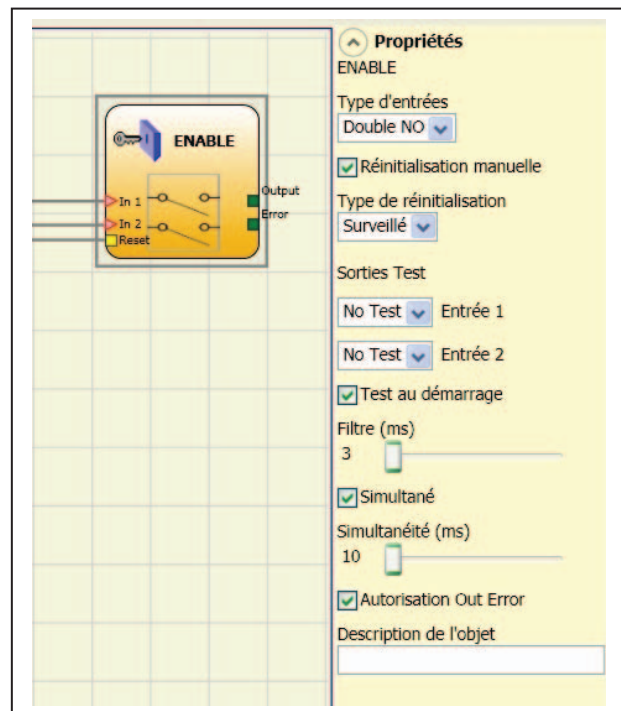 ENABLE
In 1
In 2
Reset
Output
Error
Propriétés
ENABLE
Type d'entrées
Double NO
Réinitialisation manuelle
Type de réinitialisation
Surveillé
Sorties Test
No Test Entrée 1
No Test Entrée 2
Test au démarrage
Filtre (ms)
3
Simultané
Simultanéité (ms)
10
Autorisation Out Error
Description de l'objet